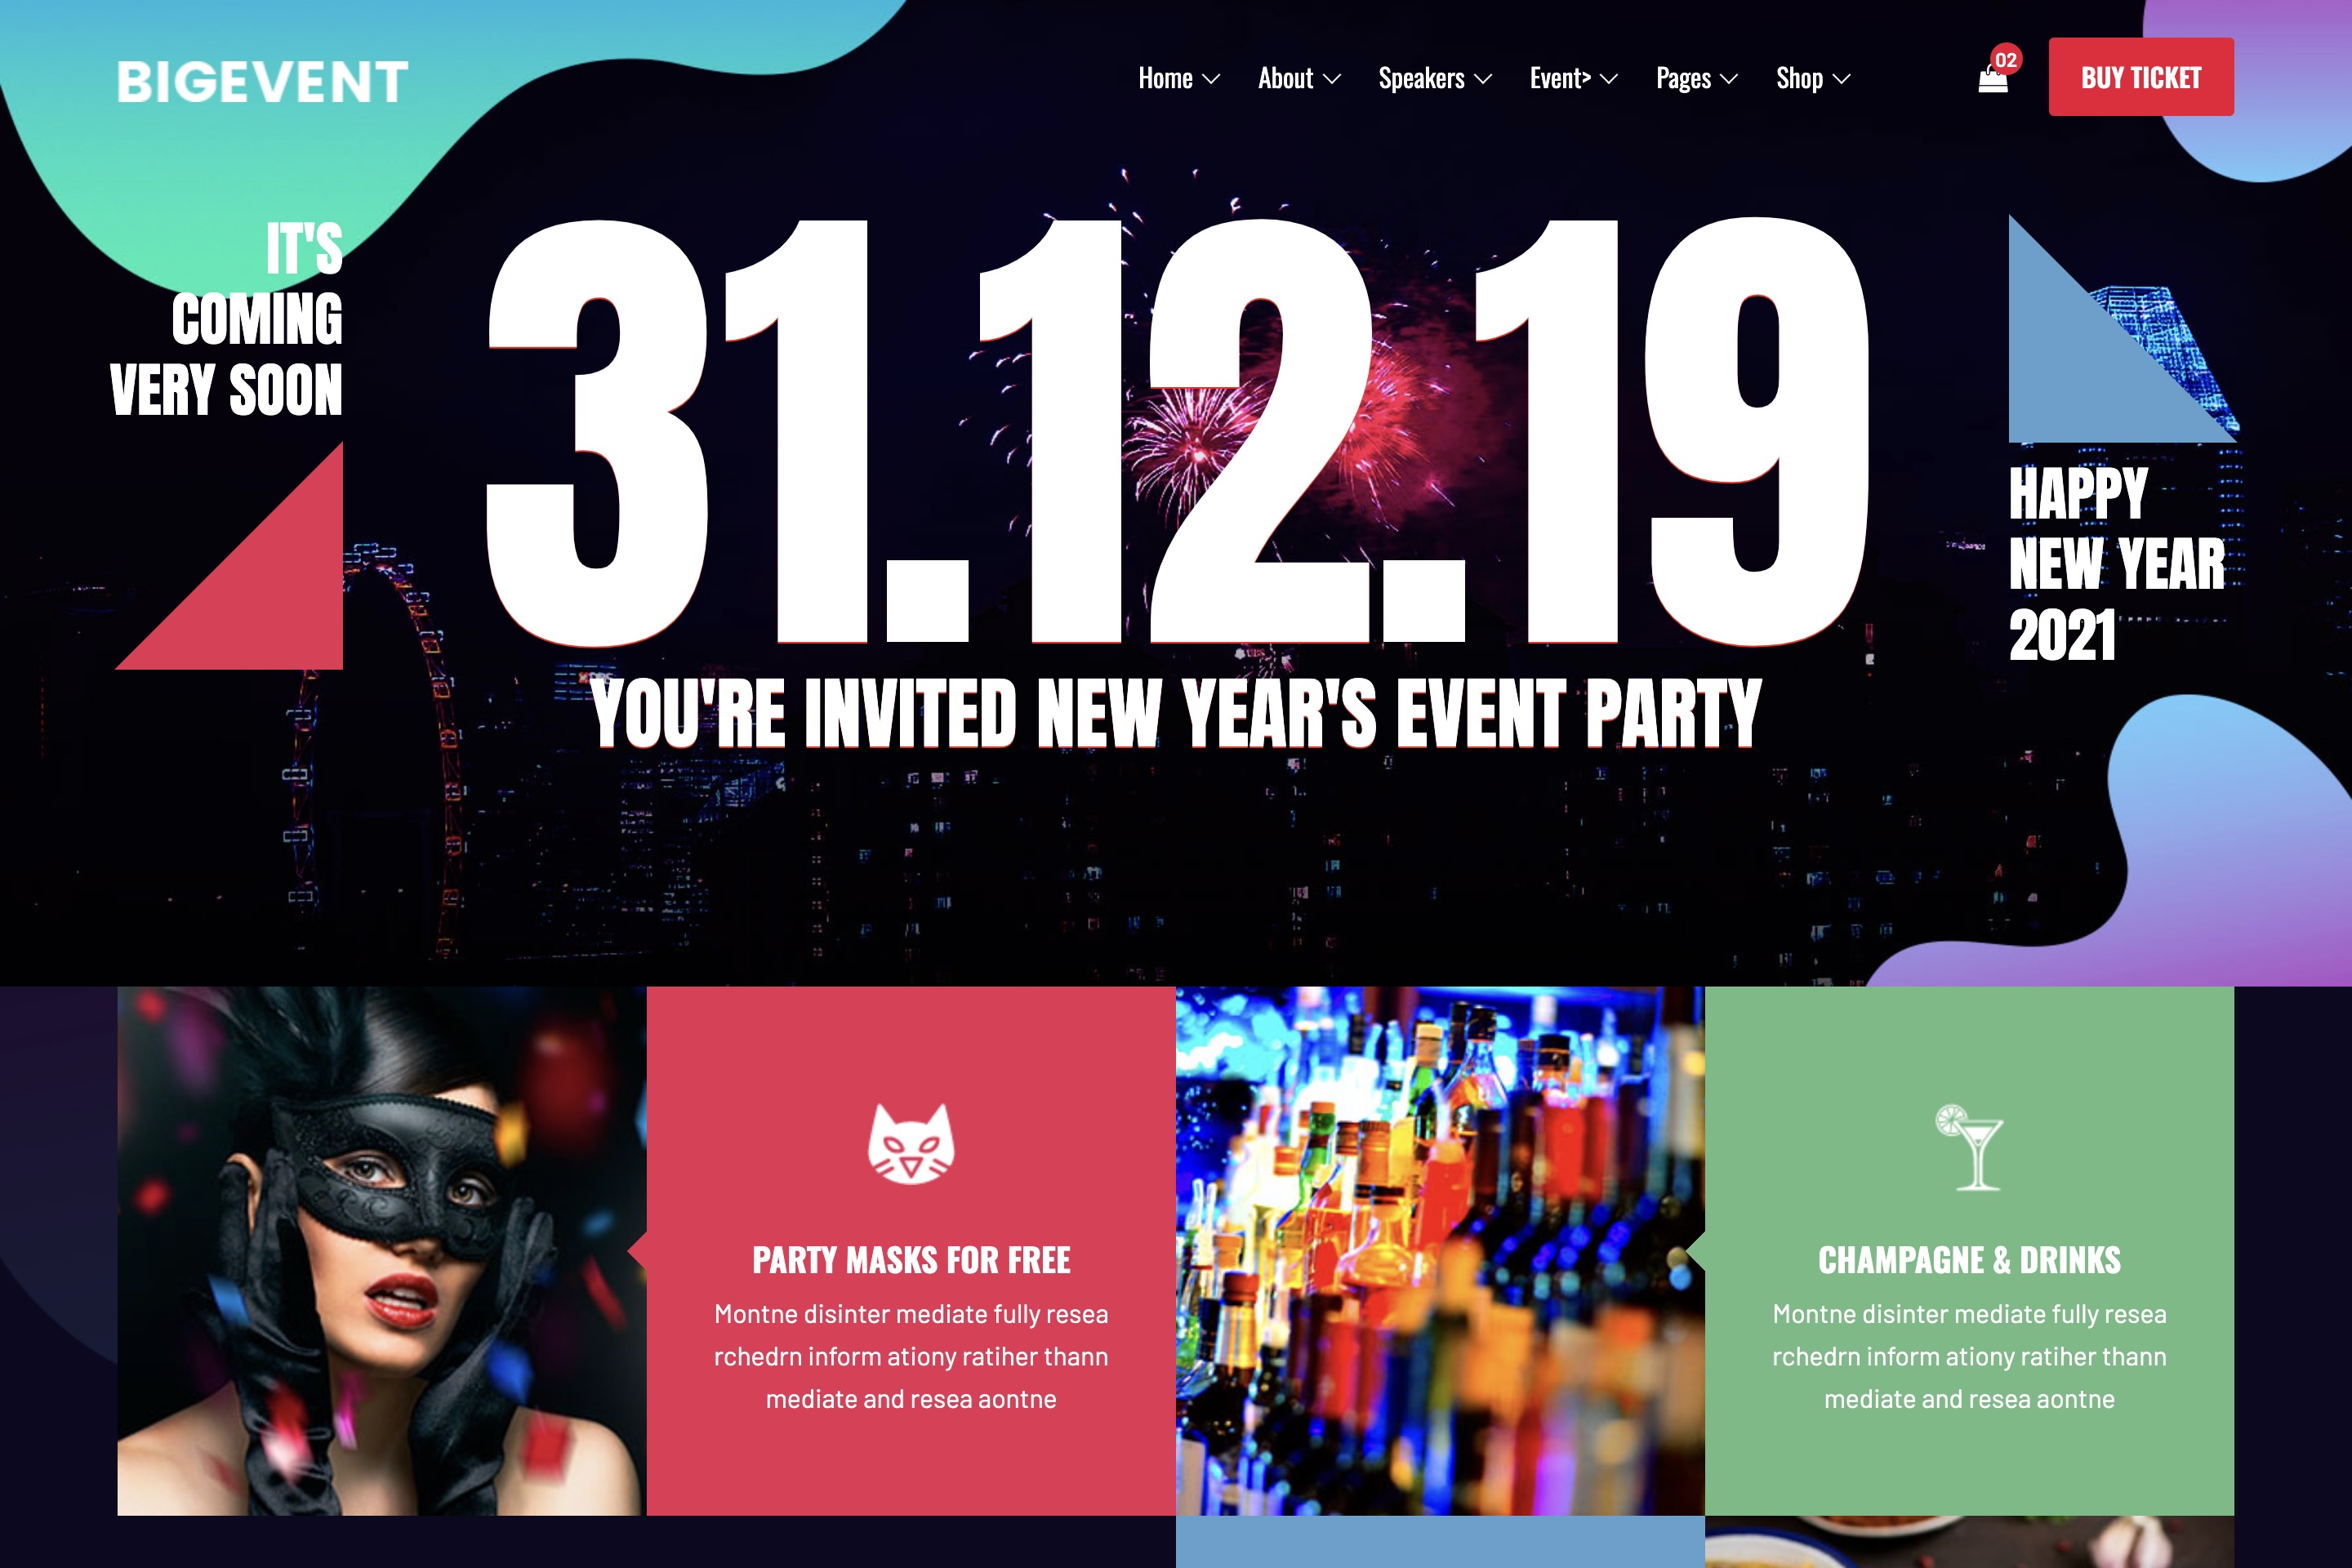 BIGEVENT
Home About Speakers Event> Pages Shop
02
BUY TICKET
IT'S
COMING
VERY SOON
31.12.19
HAPPY
NEW YEAR
2021
YOU'RE INVITED NEW YEAR'S EVENT PARTY
PARTY MASKS FOR FREE
Montne disinter mediate fully resea
rchedrn inform ationy ratiher thann
mediate and resea aontne
CHAMPAGNE & DRINKS
Montne disinter mediate fully resea
rchedrn inform ationy ratiher thann
mediate and resea aontne